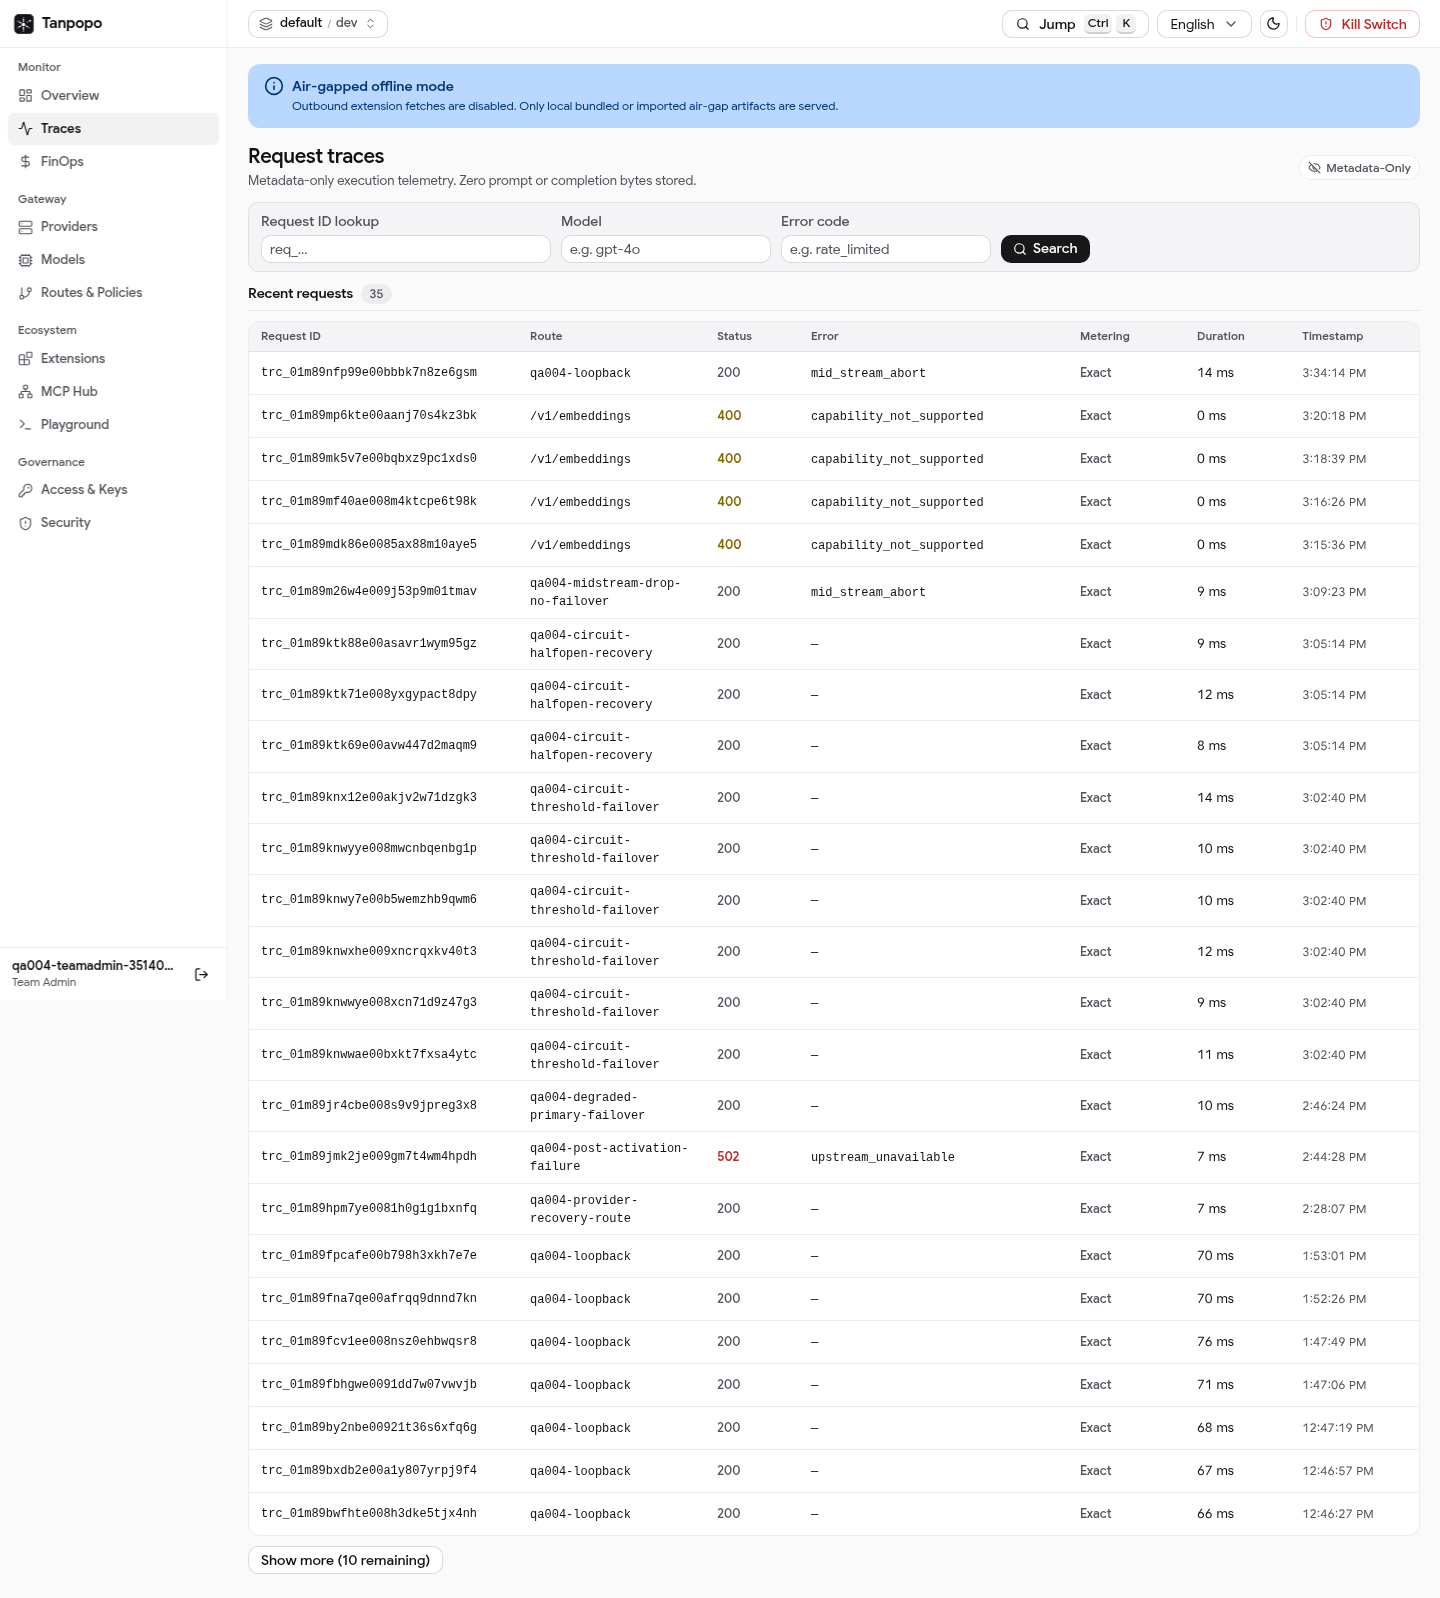 Tanpopo
default / dev
Jump Ctrl K
English
Kill Switch
Monitor
Overview
Traces
FinOps
Gateway
Providers
Models
Routes & Policies
Ecosystem
Extensions
MCP Hub
Playground
Governance
Access & Keys
Security
qa004-teamadmin-35140...
Team Admin
Air-gapped offline mode
Outbound extension fetches are disabled. Only local bundled or imported air-gap artifacts are served.
Request traces
Metadata-only execution telemetry. Zero prompt or completion bytes stored.
Metadata-Only
Request ID lookup Model Error code
req_... e.g. gpt-4o e.g. rate_limited Search
Recent requests 35
Request ID Route Status Error Metering Duration Timestamp
trc_01m89nfp99e00bbbk7n8ze6gsm qa004-loopback 200 mid_stream_abort Exact 14 ms 3:34:14 PM
trc_01m89mp6kte00aanj70s4kz3bk /v1/embeddings 400 capability_not_supported Exact 0 ms 3:20:18 PM
trc_01m89mk5v7e00bqbxz9pc1xds0 /v1/embeddings 400 capability_not_supported Exact 0 ms 3:18:39 PM
trc_01m89mf40ae008m4ktcpe6t98k /v1/embeddings 400 capability_not_supported Exact 0 ms 3:16:26 PM
trc_01m89mdk86e0085ax88m10aye5 /v1/embeddings 400 capability_not_supported Exact 0 ms 3:15:36 PM
trc_01m89m26w4e009j53p9m01tmav qa004-midstream-drop-
no-failover 200 mid_stream_abort Exact 9 ms 3:09:23 PM
trc_01m89ktk88e00asavr1wym95gz qa004-circuit-
halfopen-recovery 200 — Exact 9 ms 3:05:14 PM
trc_01m89ktk71e008yxgypact8dpy qa004-circuit-
halfopen-recovery 200 — Exact 12 ms 3:05:14 PM
trc_01m89ktk69e00avw447d2maqm9 qa004-circuit-
halfopen-recovery 200 — Exact 8 ms 3:05:14 PM
trc_01m89knx12e00akjv2w71dzgk3 qa004-circuit-
threshold-failover 200 — Exact 14 ms 3:02:40 PM
trc_01m89knwyye008mwcnbqenbg1p qa004-circuit-
threshold-failover 200 — Exact 10 ms 3:02:40 PM
trc_01m89knwy7e00b5wemzhb9qwm6 qa004-circuit-
threshold-failover 200 — Exact 10 ms 3:02:40 PM
trc_01m89knwxhe009xncrqxkv40t3 qa004-circuit-
threshold-failover 200 — Exact 12 ms 3:02:40 PM
trc_01m89knwwye008xcn71d9z47g3 qa004-circuit-
threshold-failover 200 — Exact 9 ms 3:02:40 PM
trc_01m89knwwae00bxkt7fxsa4ytc qa004-circuit-
threshold-failover 200 — Exact 11 ms 3:02:40 PM
trc_01m89jr4cbe008s9v9jpreg3x8 qa004-degraded-
primary-failover 200 — Exact 10 ms 2:46:24 PM
trc_01m89jmk2je009gm7t4wm4hpdh qa004-post-activation-
failure 502 upstream_unavailable Exact 7 ms 2:44:28 PM
trc_01m89hpm7ye0081h0g1g1bxnfq qa004-provider-
recovery-route 200 — Exact 7 ms 2:28:07 PM
trc_01m89fpcafe00b798h3xkh7e7e qa004-loopback 200 — Exact 70 ms 1:53:01 PM
trc_01m89fna7qe00afrqq9dnnd7kn qa004-loopback 200 — Exact 70 ms 1:52:26 PM
trc_01m89fcv1ee008nsz0ehbwqsr8 qa004-loopback 200 — Exact 76 ms 1:47:49 PM
trc_01m89fbhgwe0091dd7w07vwvjb qa004-loopback 200 — Exact 71 ms 1:47:06 PM
trc_01m89by2nbe00921t36s6xfq6g qa004-loopback 200 — Exact 68 ms 12:47:19 PM
trc_01m89bxdb2e00a1y807yrpj9f4 qa004-loopback 200 — Exact 67 ms 12:46:57 PM
trc_01m89bwfhte008h3dke5tjx4nh qa004-loopback 200 — Exact 66 ms 12:46:27 PM
Show more (10 remaining)